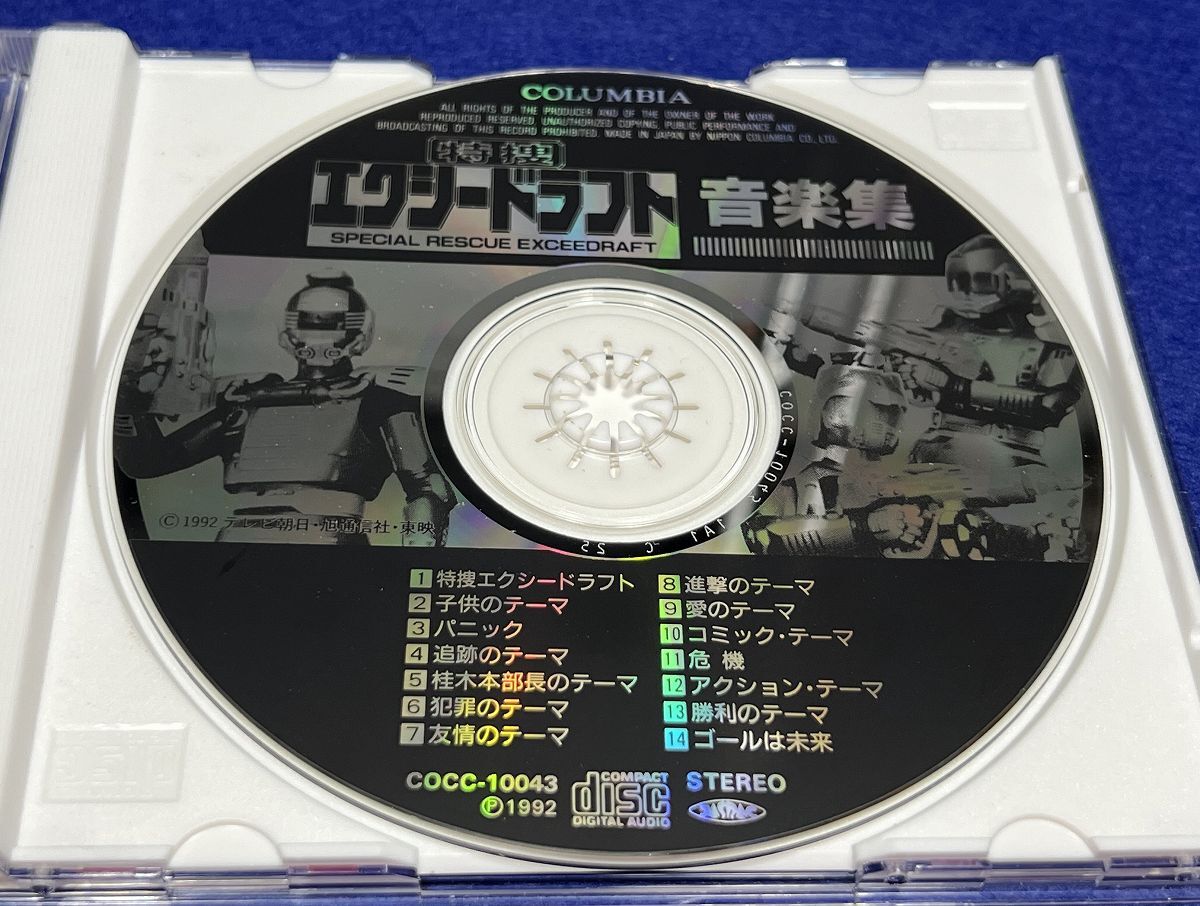 COLUMBIA
ALL RIGHTS OF THE PRODUCER AND OF THE OWNER OF THE WORK
REPRODUCED RESERVED. UNAUTHORIZED COPYING, PUBLIC PERFORMANCE AND
BROADCASTING OF THIS RECORD PROHIBITED. MADE IN JAPAN BY NIPPON COLUMBIA CO., LTD.
特捜
エクシードラフト
SPECIAL RESCUE EXCEEDRAFT
音楽集
©1992 テレビ朝日・旭通信社・東映
1 特捜エクシードラフト
2 子供のテーマ
3 パニック
4 追跡のテーマ
5 桂木本部長のテーマ
6 犯罪のテーマ
7 友情のテーマ
8 進撃のテーマ
9 愛のテーマ
10 コミック・テーマ
11 危 機
12 アクション・テーマ
13 勝利のテーマ
14 ゴールは未来
COCC-10043
Ⓟ1992
COMPACT
disc
DIGITAL AUDIO
STEREO
JASRAC